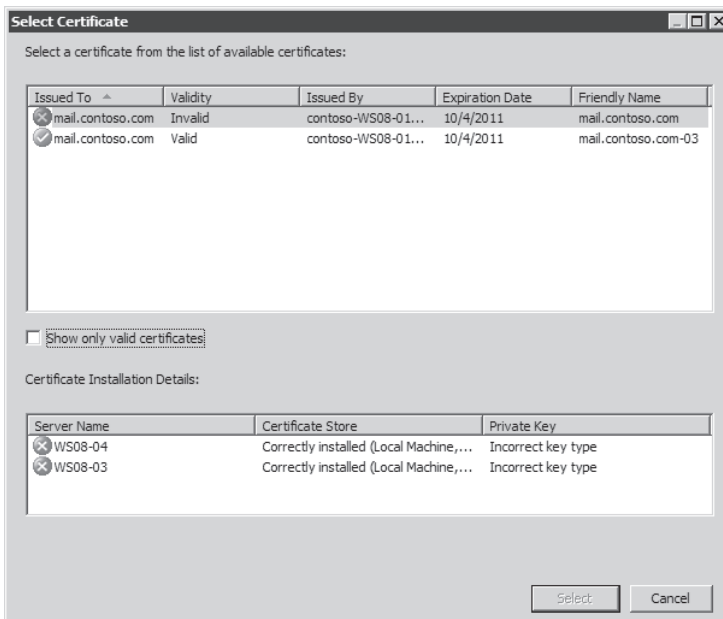 Select Certificate
Select a certificate from the list of available certificates:
Issued To Validity Issued By Expiration Date Friendly Name
mail.contoso.com Invalid contoso-WS08-01... 10/4/2011 mail.contoso.com
mail.contoso.com Valid contoso-WS08-01... 10/4/2011 mail.contoso.com-03
Show only valid certificates
Certificate Installation Details:
Server Name Certificate Store Private Key
WS08-04 Correctly installed (Local Machine,... Incorrect key type
WS08-03 Correctly installed (Local Machine,... Incorrect key type
Select Cancel